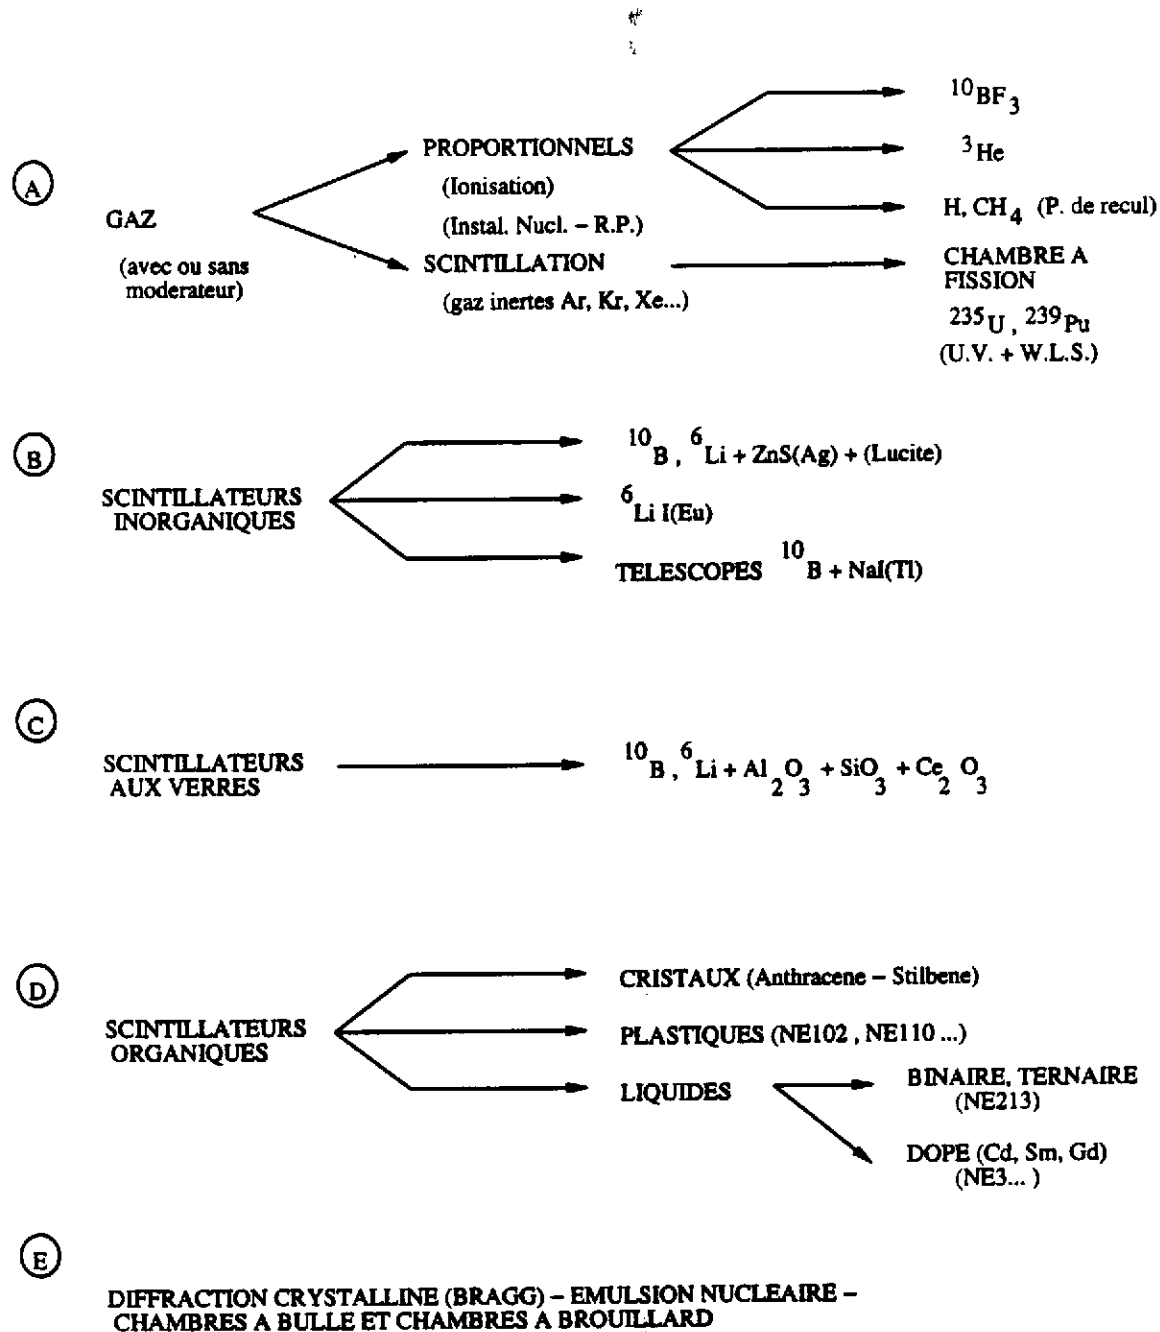 A
GAZ
(avec ou sans
moderateur)
PROPORTIONNELS
(Ionisation)
(Instal. Nucl. – R.P.)
SCINTILLATION
(gaz inertes Ar, Kr, Xe...)
¹⁰BF₃
³He
H, CH₄ (P. de recul)
CHAMBRE A
FISSION
²³⁵U , ²³⁹Pu
(U.V. + W.L.S.)
B
SCINTILLATEURS
INORGANIQUES
¹⁰B , ⁶Li + ZnS(Ag) + (Lucite)
⁶Li I(Eu)
TELESCOPES ¹⁰B + NaI(Tl)
C
SCINTILLATEURS
AUX VERRES
¹⁰B , ⁶Li + Al₂O₃ + SiO₃ + Ce₂ O₃
D
SCINTILLATEURS
ORGANIQUES
CRISTAUX (Anthracene – Stilbene)
PLASTIQUES (NE102 , NE110 ...)
LIQUIDES
BINAIRE, TERNAIRE
(NE213)
DOPE (Cd, Sm, Gd)
(NE3... )
E
DIFFRACTION CRYSTALLINE (BRAGG) – EMULSION NUCLEAIRE –
CHAMBRES A BULLE ET CHAMBRES A BROUILLARD